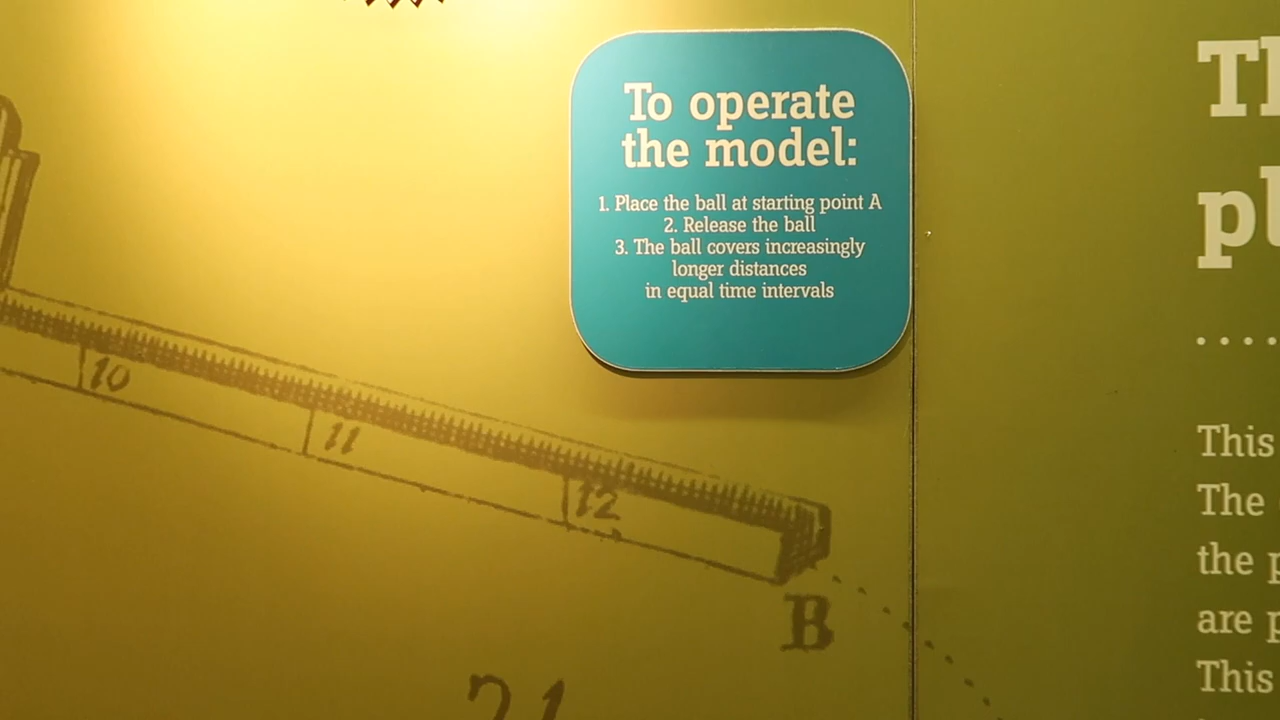 To operate
the model:
1. Place the ball at starting point A
2. Release the ball
3. The ball covers increasingly
longer distances
in equal time intervals
10
11
12
B
21
This
The
the
are
This